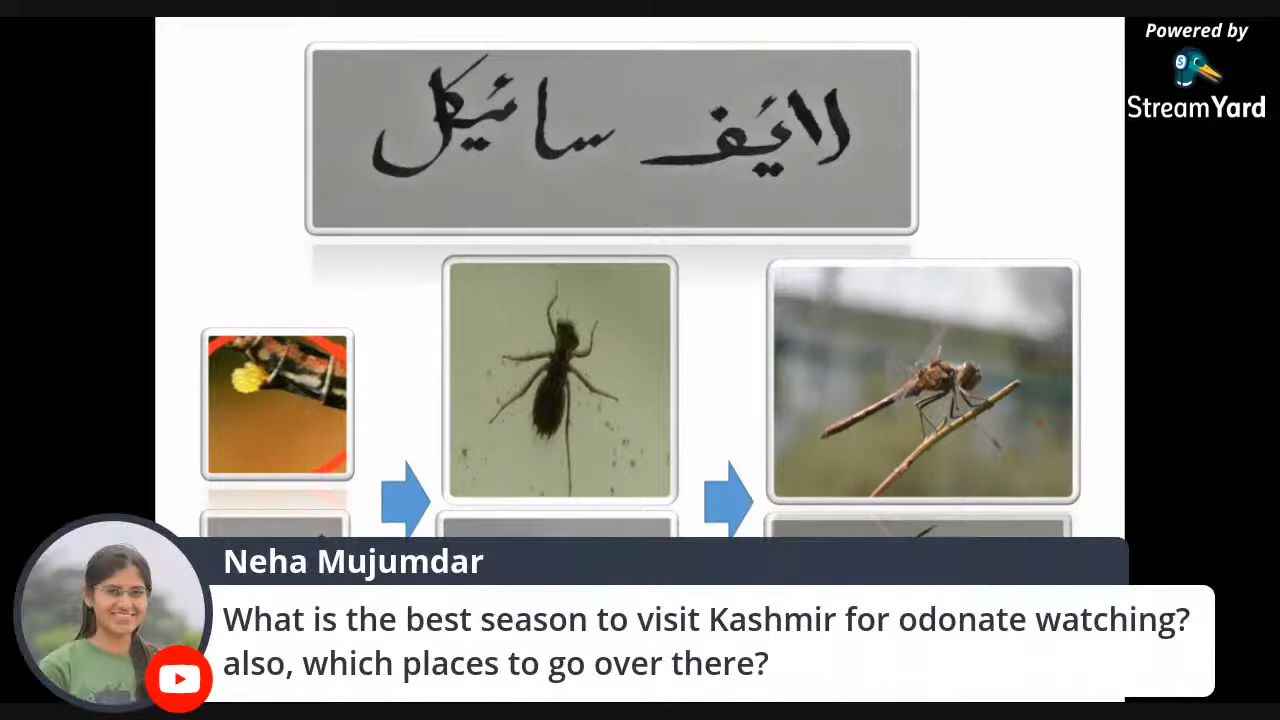 Powered by
StreamYard
لائیف سائیکل
Neha Mujumdar
What is the best season to visit Kashmir for odonate watching?
also, which places to go over there?